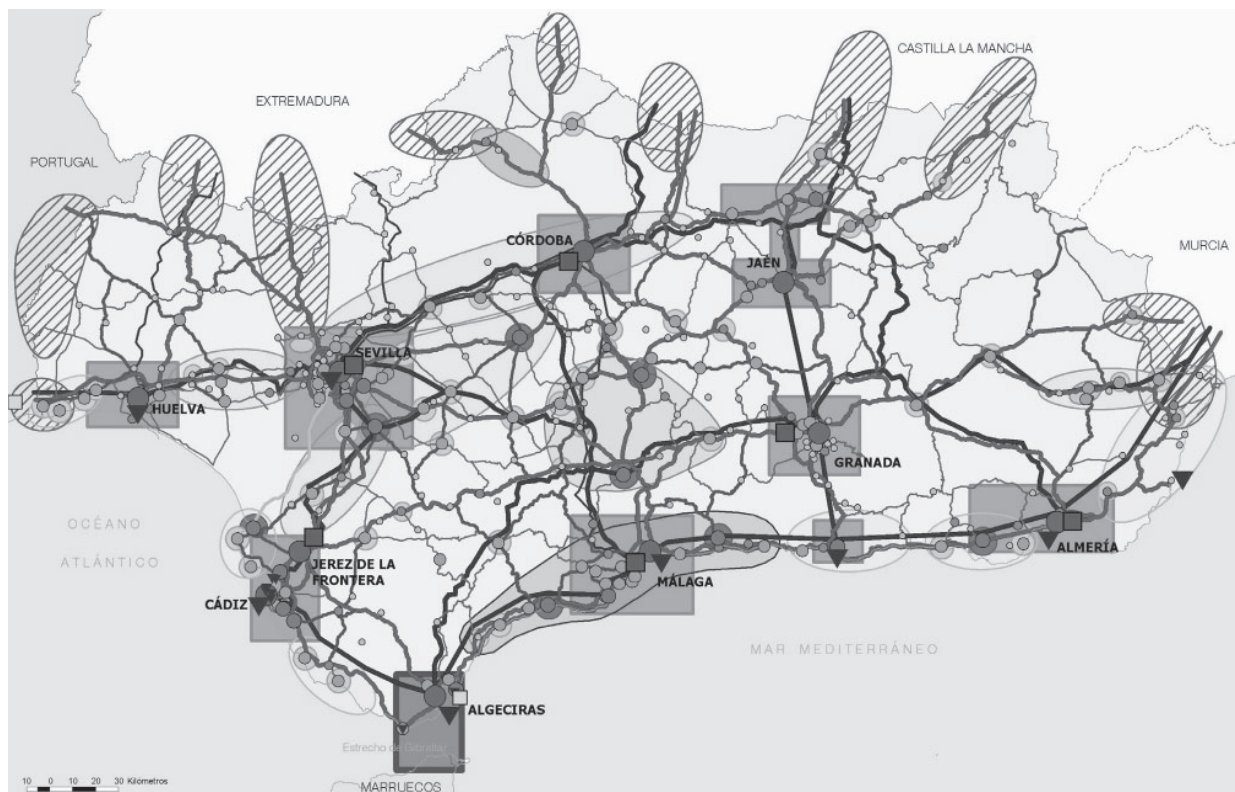 CASTILLA LA MANCHA
EXTREMADURA
PORTUGAL
MURCIA
CÓRDOBA
JAÉN
SEVILLA
HUELVA
GRANADA
OCÉANO
ATLÁNTICO
JEREZ DE LA
FRONTERA
CÁDIZ
MÁLAGA
ALMERÍA
MAR MEDITERRÁNEO
ALGECIRAS
Estrecho de Gibraltar
MARRUECOS
10 0 10 20 30 Kilómetros